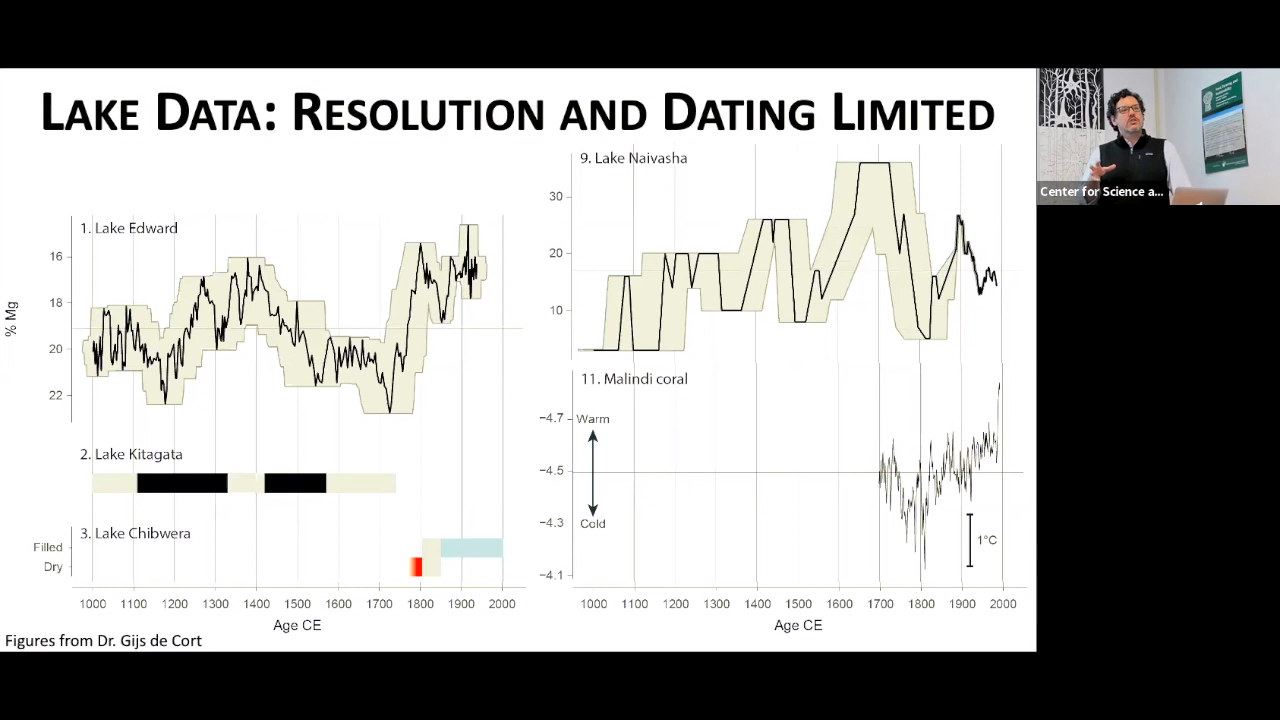 LAKE DATA: RESOLUTION AND DATING LIMITED
Center for Science a...
1. Lake Edward
16
18
20
22
% Mg
2. Lake Kitagata
3. Lake Chibwera
Filled
Dry
1000 1100 1200 1300 1400 1500 1600 1700 1800 1900 2000
Age CE
9. Lake Naivasha
30
20
10
11. Malindi coral
−4.7
−4.5
−4.3
−4.1
Warm
Cold
1°C
1000 1100 1200 1300 1400 1500 1600 1700 1800 1900 2000
Age CE
Figures from Dr. Gijs de Cort